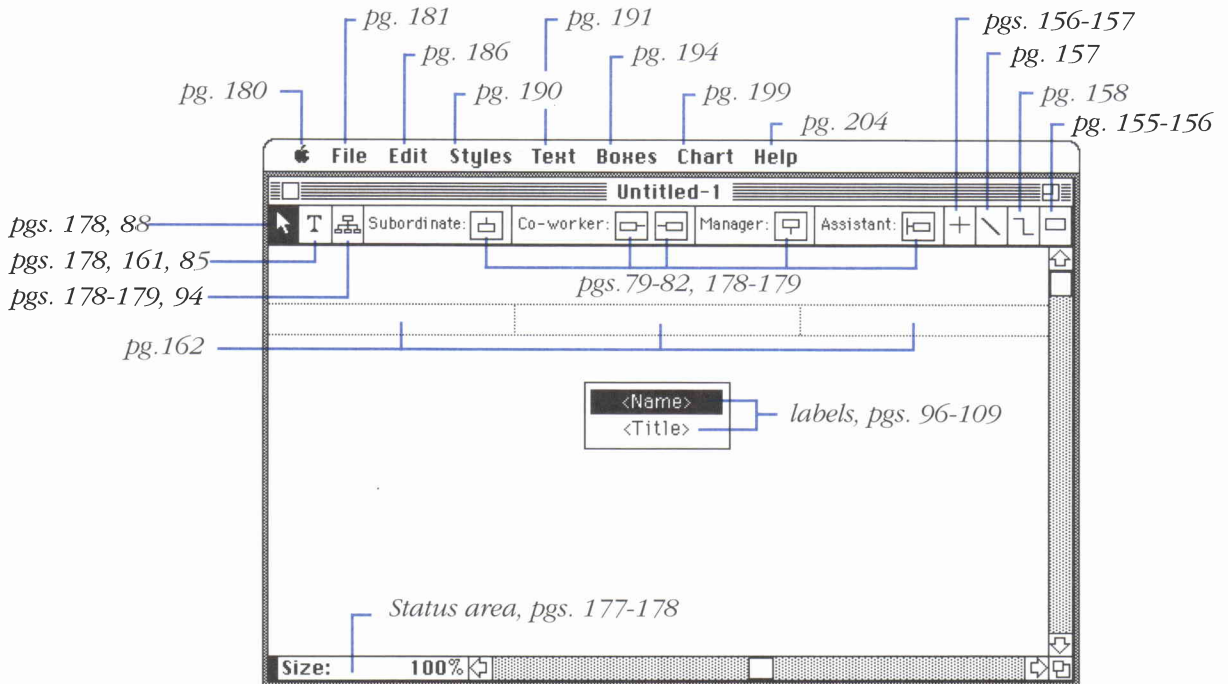 pg. 181
pg. 191
pgs. 156-157
pg. 186
pg. 194
pg. 157
pg. 180
pg. 190
pg. 199
pg. 158
pg. 204
pg. 155-156
File Edit Styles Text Boxes Chart Help
Untitled-1
pgs. 178, 88
T Subordinate: Co-worker: Manager: Assistant:
pgs. 178, 161, 85
pgs. 178-179, 94
pgs.79-82, 178-179
pg.162
<Name>
<Title>
labels, pgs. 96-109
Status area, pgs. 177-178
Size: 100%